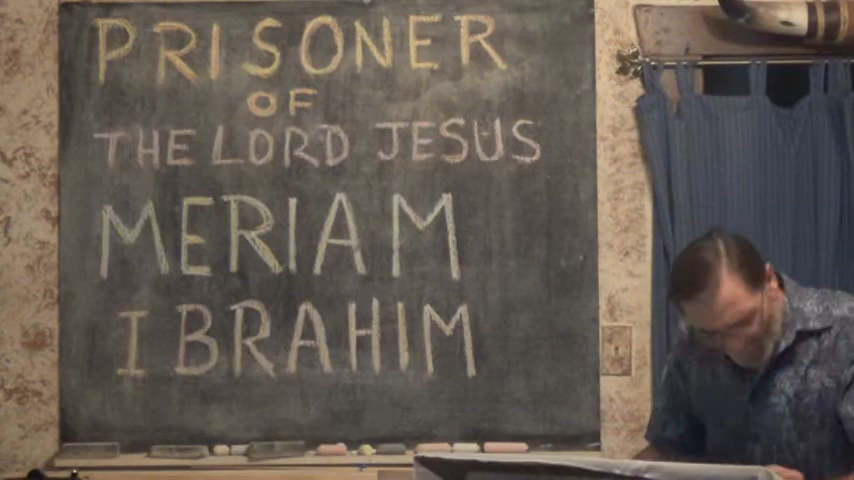 PRISONER
OF
THE LORD JESUS
MERIAM
IBRAHIM